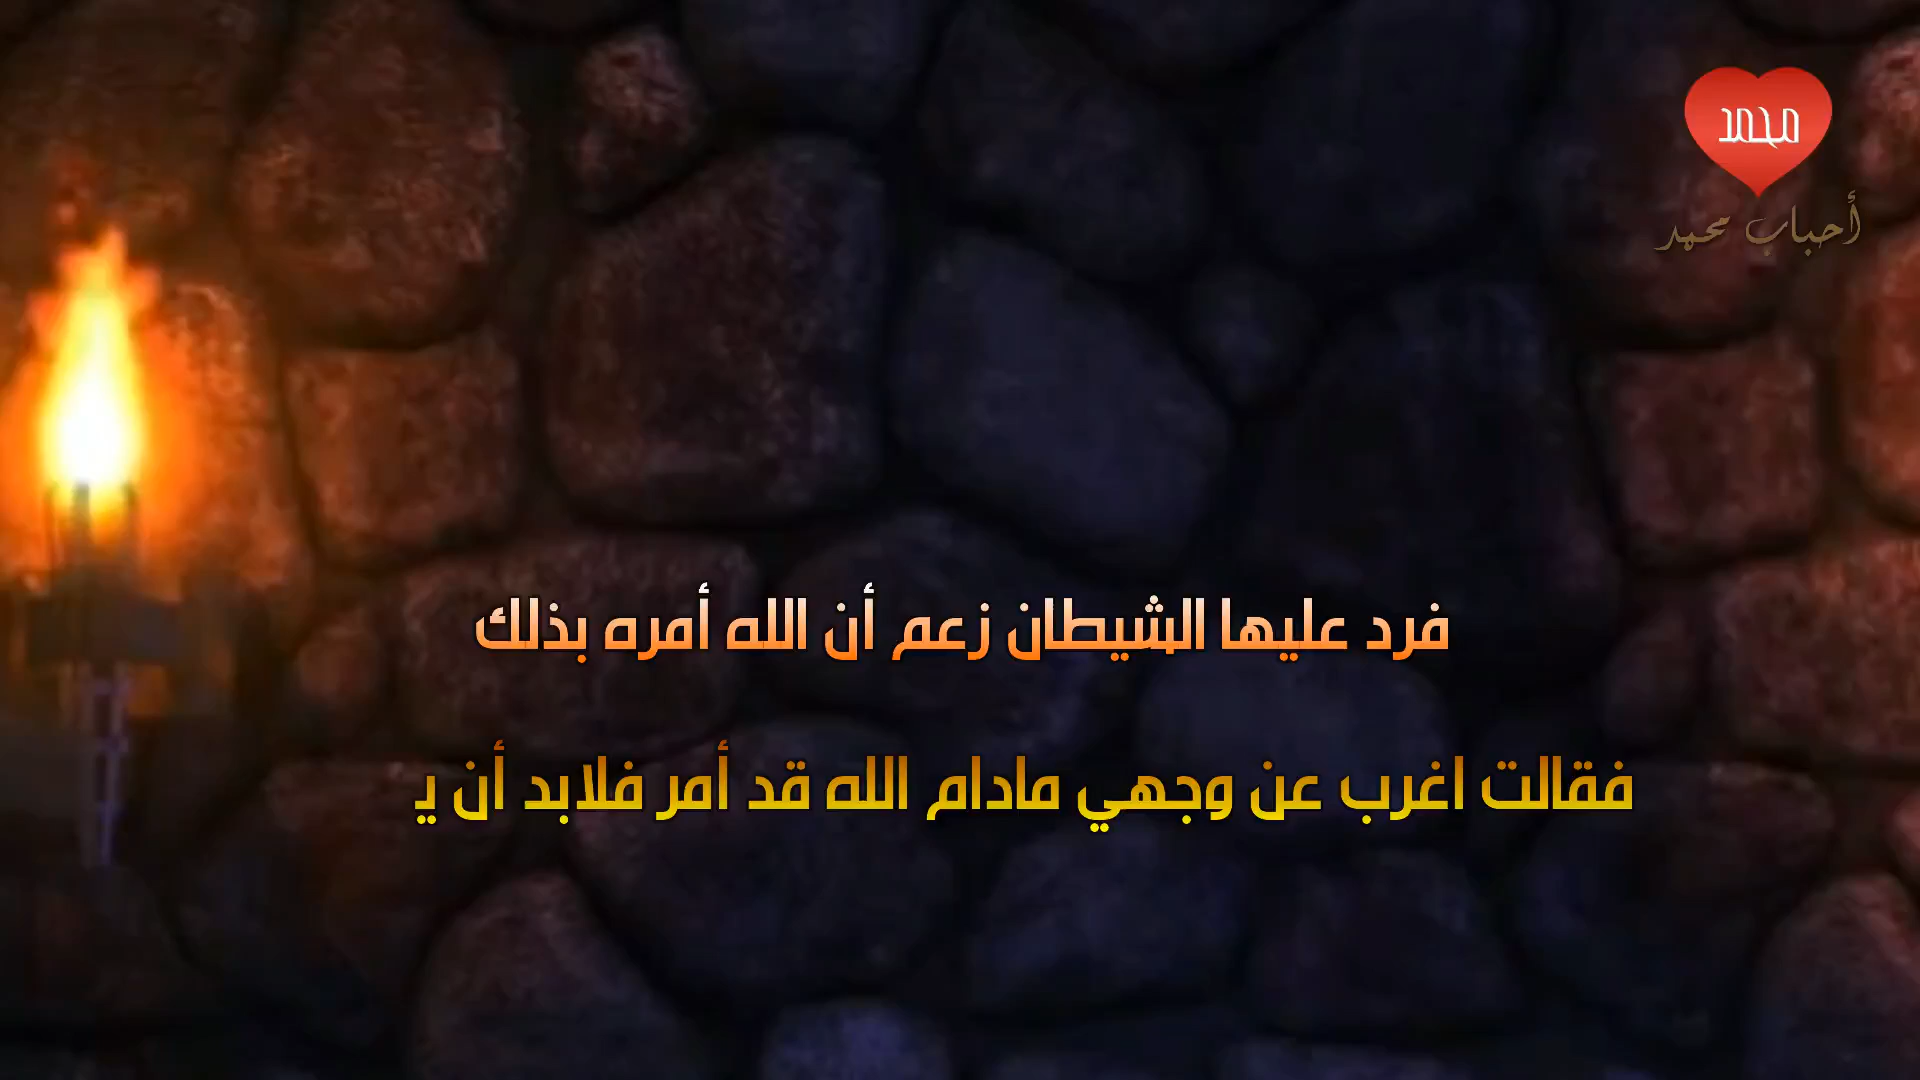 محمد
أحباب محمد
فرد عليها الشيطان زعم أن الله أمره بذلك
فقالت اغرب عن وجهي مادام الله قد أمر فلابد أن يـ